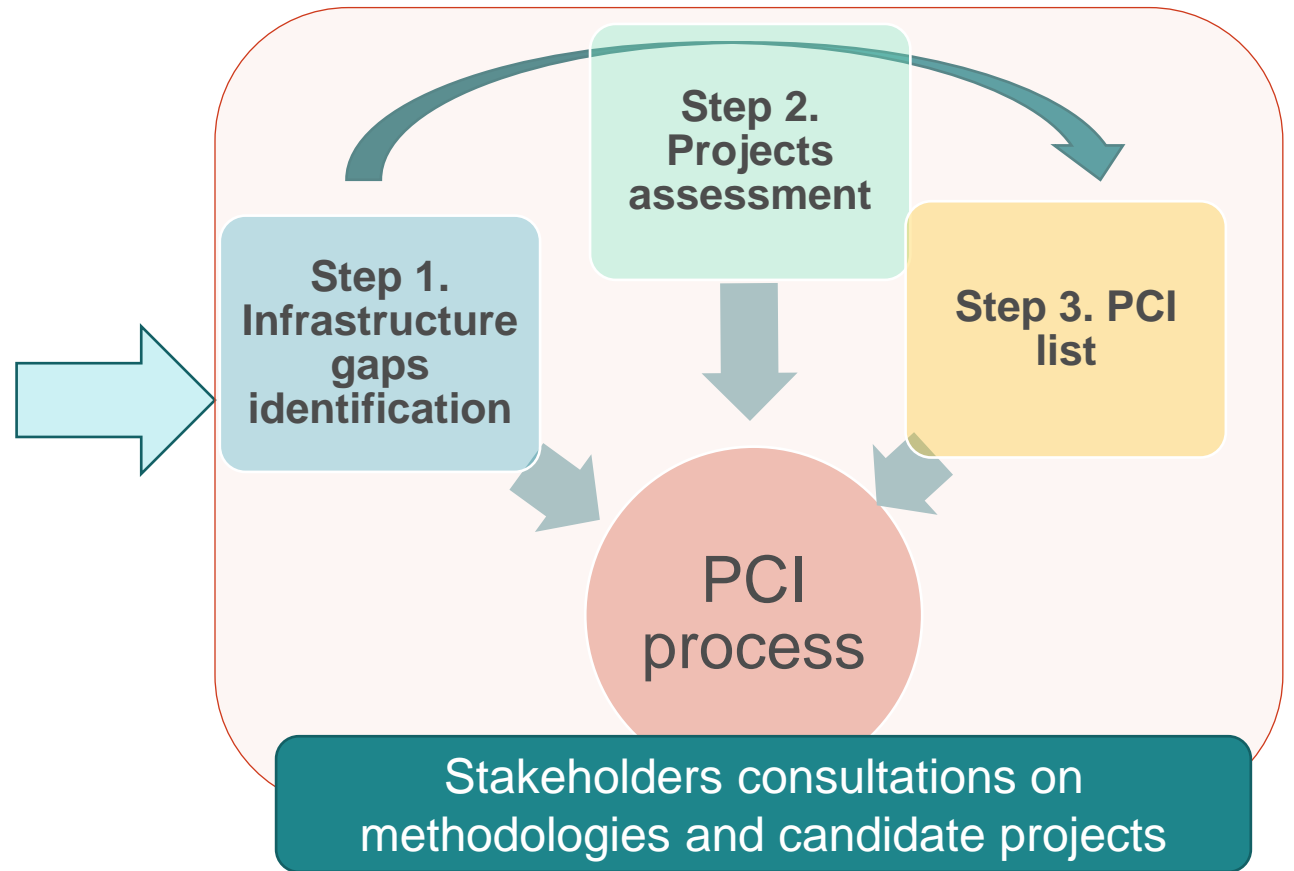 Step 1.
Infrastructure
gaps
identification
Step 2.
Projects
assessment
Step 3. PCI
list
PCI
process
Stakeholders consultations on
methodologies and candidate projects